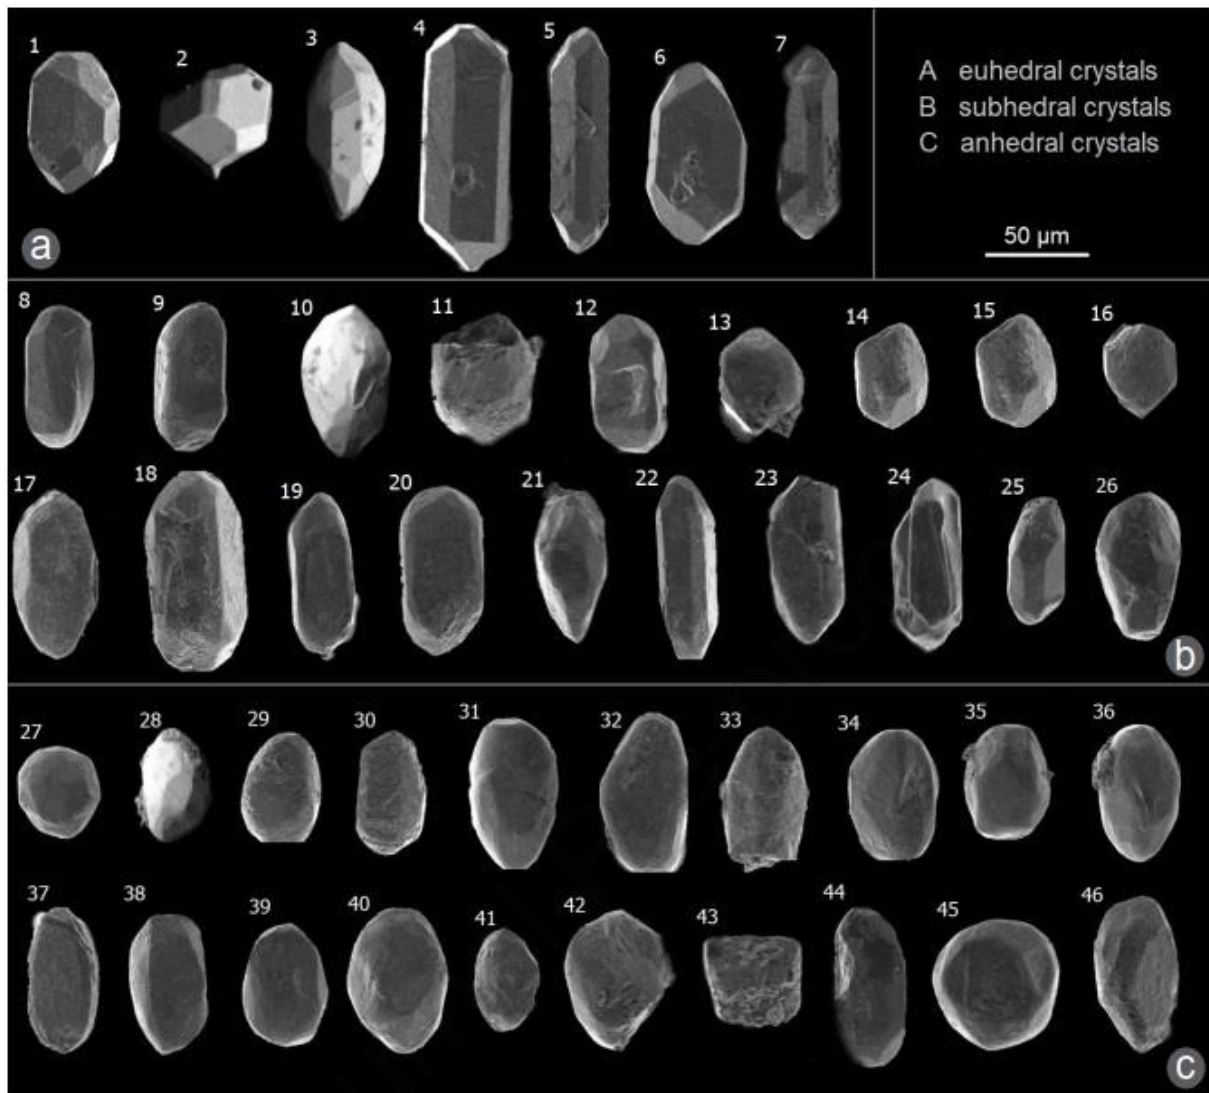 1 2 3 4 5 6 7
A euhedral crystals
B subhedral crystals
C anhedral crystals
50 µm
a
8 9 10 11 12 13 14 15 16
17 18 19 20 21 22 23 24 25 26
b
27 28 29 30 31 32 33 34 35 36
37 38 39 40 41 42 43 44 45 46
c